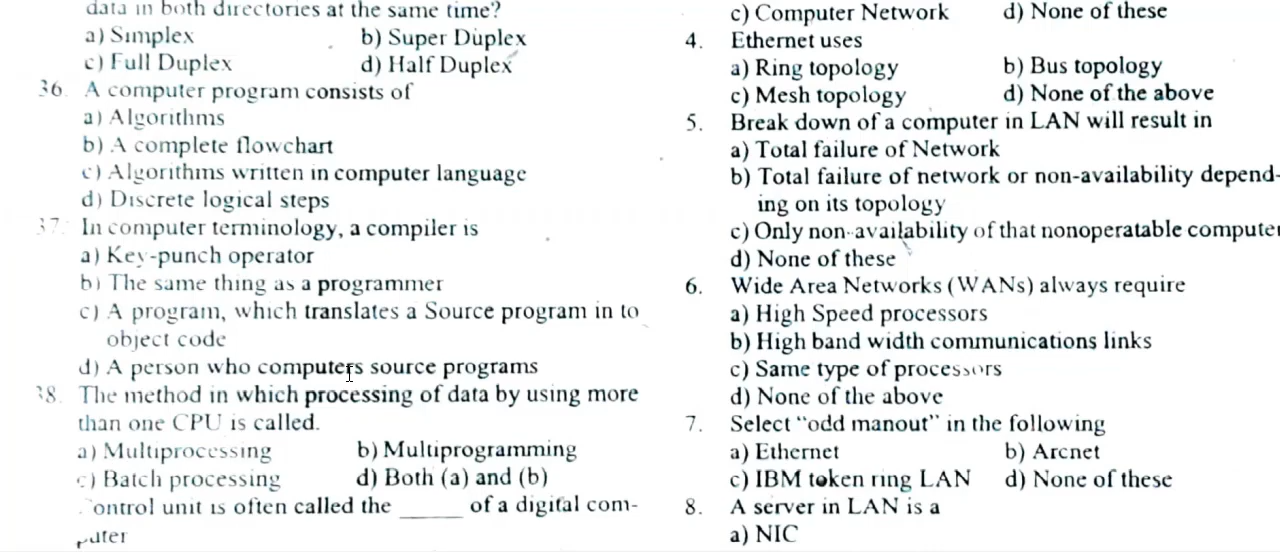 data in both directories at the same time?
a) Simplex b) Super Duplex
c) Full Duplex d) Half Duplex
36. A computer program consists of
a) Algorithms
b) A complete flowchart
c) Algorithms written in computer language
d) Discrete logical steps
37. In computer terminology, a compiler is
a) Key-punch operator
b) The same thing as a programmer
c) A program, which translates a Source program in to
object code
d) A person who computers source programs
38. The method in which processing of data by using more
than one CPU is called.
a) Multiprocessing b) Multiprogramming
c) Batch processing d) Both (a) and (b)
Control unit is often called the ______ of a digital com-
puter
c) Computer Network d) None of these
4. Ethernet uses
a) Ring topology b) Bus topology
c) Mesh topology d) None of the above
5. Break down of a computer in LAN will result in
a) Total failure of Network
b) Total failure of network or non-availability depend-
ing on its topology
c) Only non-availability of that nonoperatable computer
d) None of these
6. Wide Area Networks (WANs) always require
a) High Speed processors
b) High band width communications links
c) Same type of processors
d) None of the above
7. Select "odd manout" in the following
a) Ethernet b) Arcnet
c) IBM token ring LAN d) None of these
8. A server in LAN is a
a) NIC